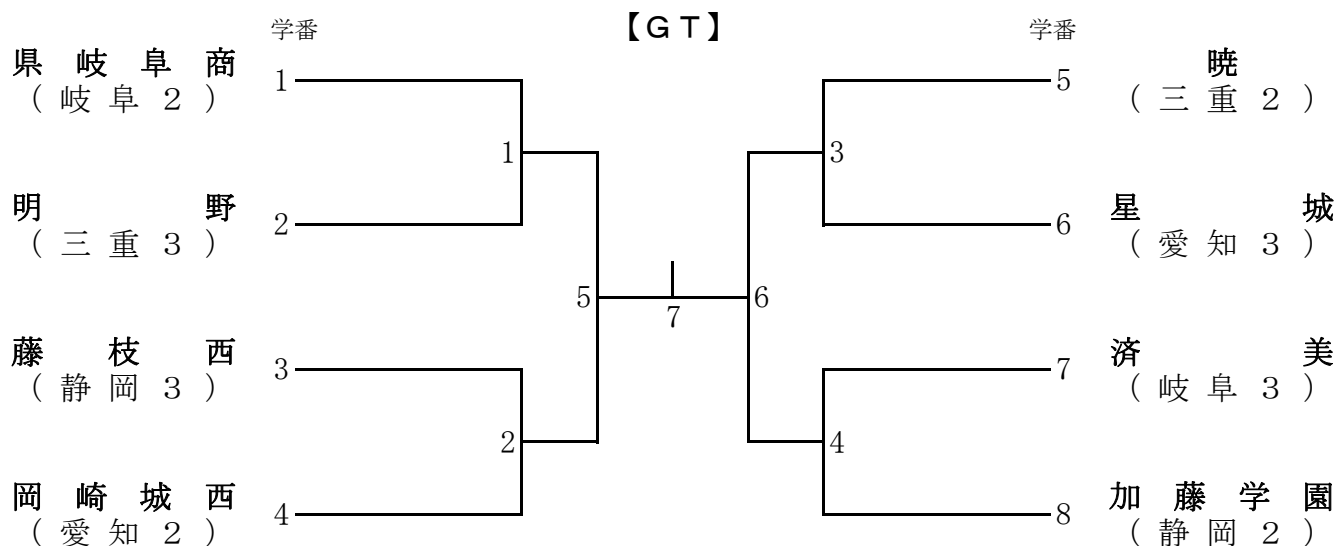 【GT】
学番
県岐阜商
(岐阜2)
1
明野
(三重3)
2
藤枝西
(静岡3)
3
岡崎城西
(愛知2)
4
1
2
5
7
6
3
4
学番
5
暁
(三重2)
6
星城
(愛知3)
7
済美
(岐阜3)
8
加藤学園
(静岡2)